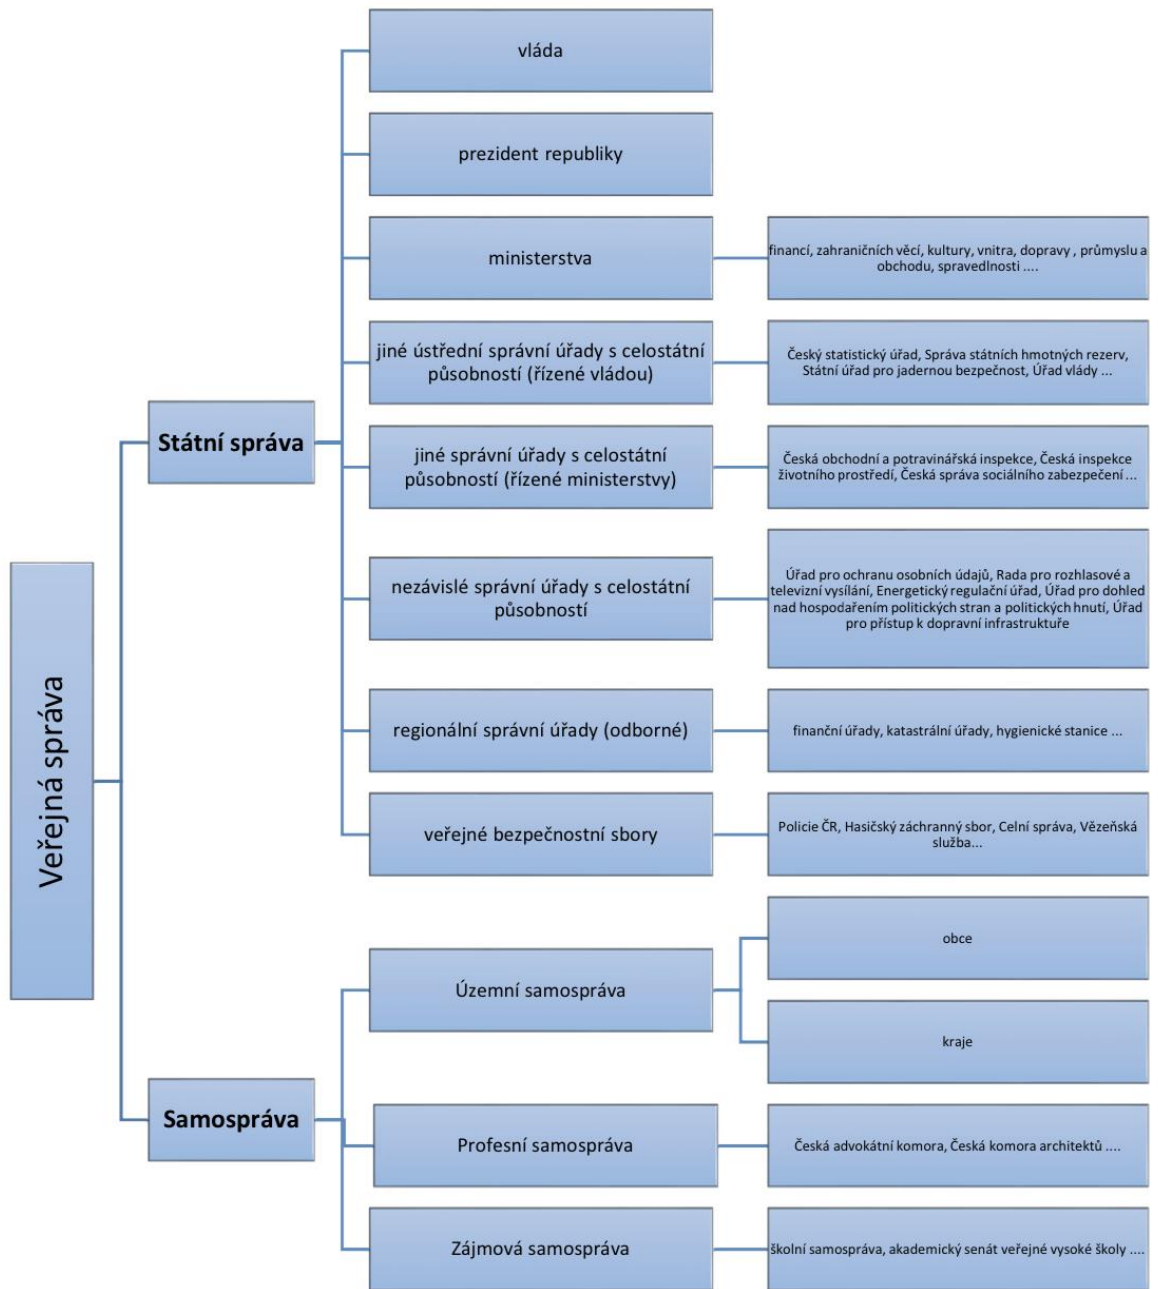 vláda
prezident republiky
ministerstva
financí, zahraničních věcí, kultury, vnitra, dopravy , průmyslu a
obchodu, spravedlnosti ....
jiné ústřední správní úřady s celostátní
působností (řízené vládou)
Český statistický úřad, Správa státních hmotných rezerv,
Státní úřad pro jadernou bezpečnost, Úřad vlády ...
Státní správa
jiné správní úřady s celostátní
působností (řízené ministerstvy)
Česká obchodní a potravinářská inspekce, Česká inspekce
životního prostředí, Česká správa sociálního zabezpečení ...
nezávislé správní úřady s celostátní
působností
Úřad pro ochranu osobních údajů, Rada pro rozhlasové a
televizní vysílání, Energetický regulační úřad, Úřad pro dohled
nad hospodařením politických stran a politických hnutí, Úřad
pro přístup k dopravní infrastruktuře
regionální správní úřady (odborné)
finanční úřady, katastrální úřady, hygienické stanice ...
Veřejná správa
veřejné bezpečnostní sbory
Policie ČR, Hasičský záchranný sbor, Celní správa, Vězeňská
služba...
Územní samospráva
obce
kraje
Samospráva
Profesní samospráva
Česká advokátní komora, Česká komora architektů ....
Zájmová samospráva
školní samospráva, akademický senát veřejné vysoké školy ....